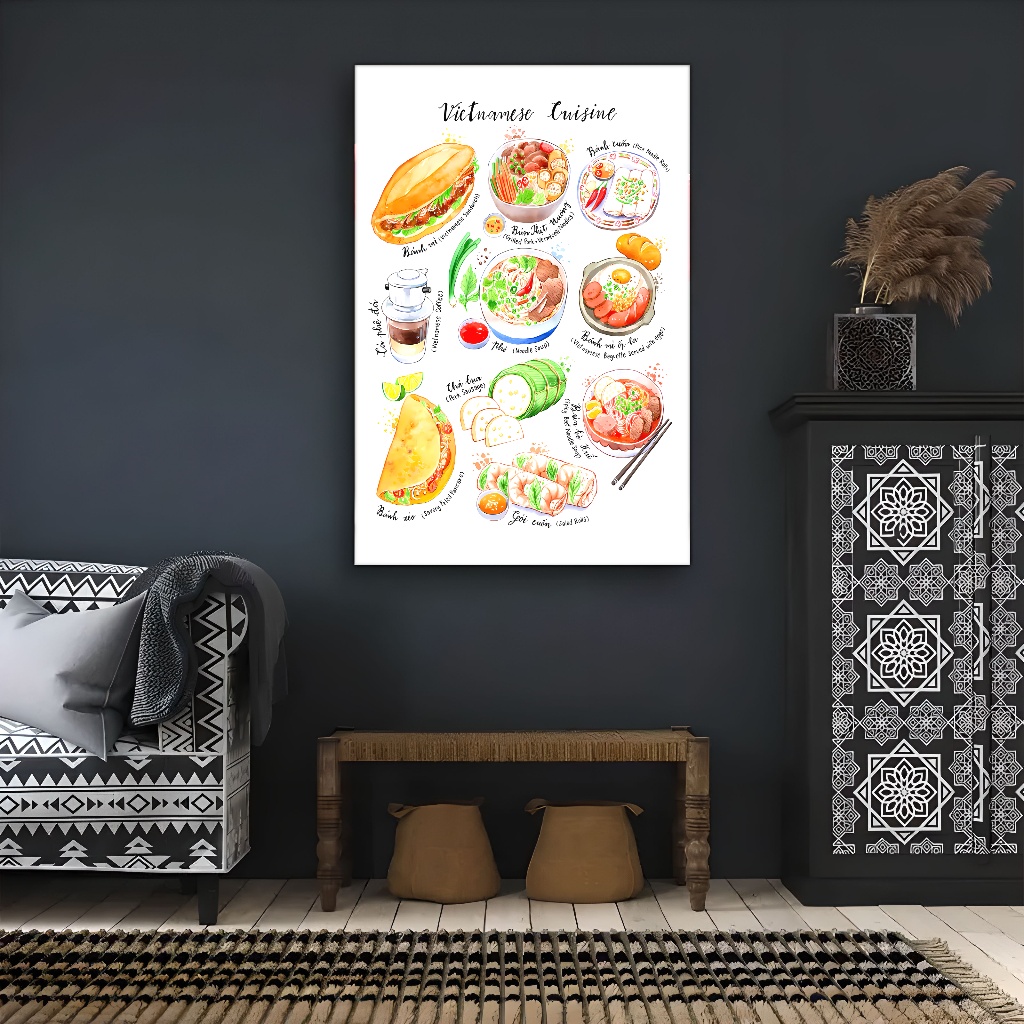 Vietnamese Cuisine
Bánh mì (Vietnamese Sandwich)
Bún Thịt Nướng
(Grilled Pork & Vermicelli Noodles)
Bánh cuốn (Rice Noodle Rolls)
Cà phê đá
(Vietnamese Coffee)
Phở (Noodle Soup)
Bánh mì ốp la
(Vietnamese Baguette Served with eggs)
Chả lụa
(Pork Sausage)
Bún bò Huế
(Spicy Beef Noodle Soup)
Bánh xèo (Savory Fried Pancakes)
Gỏi cuốn (Salad Rolls)